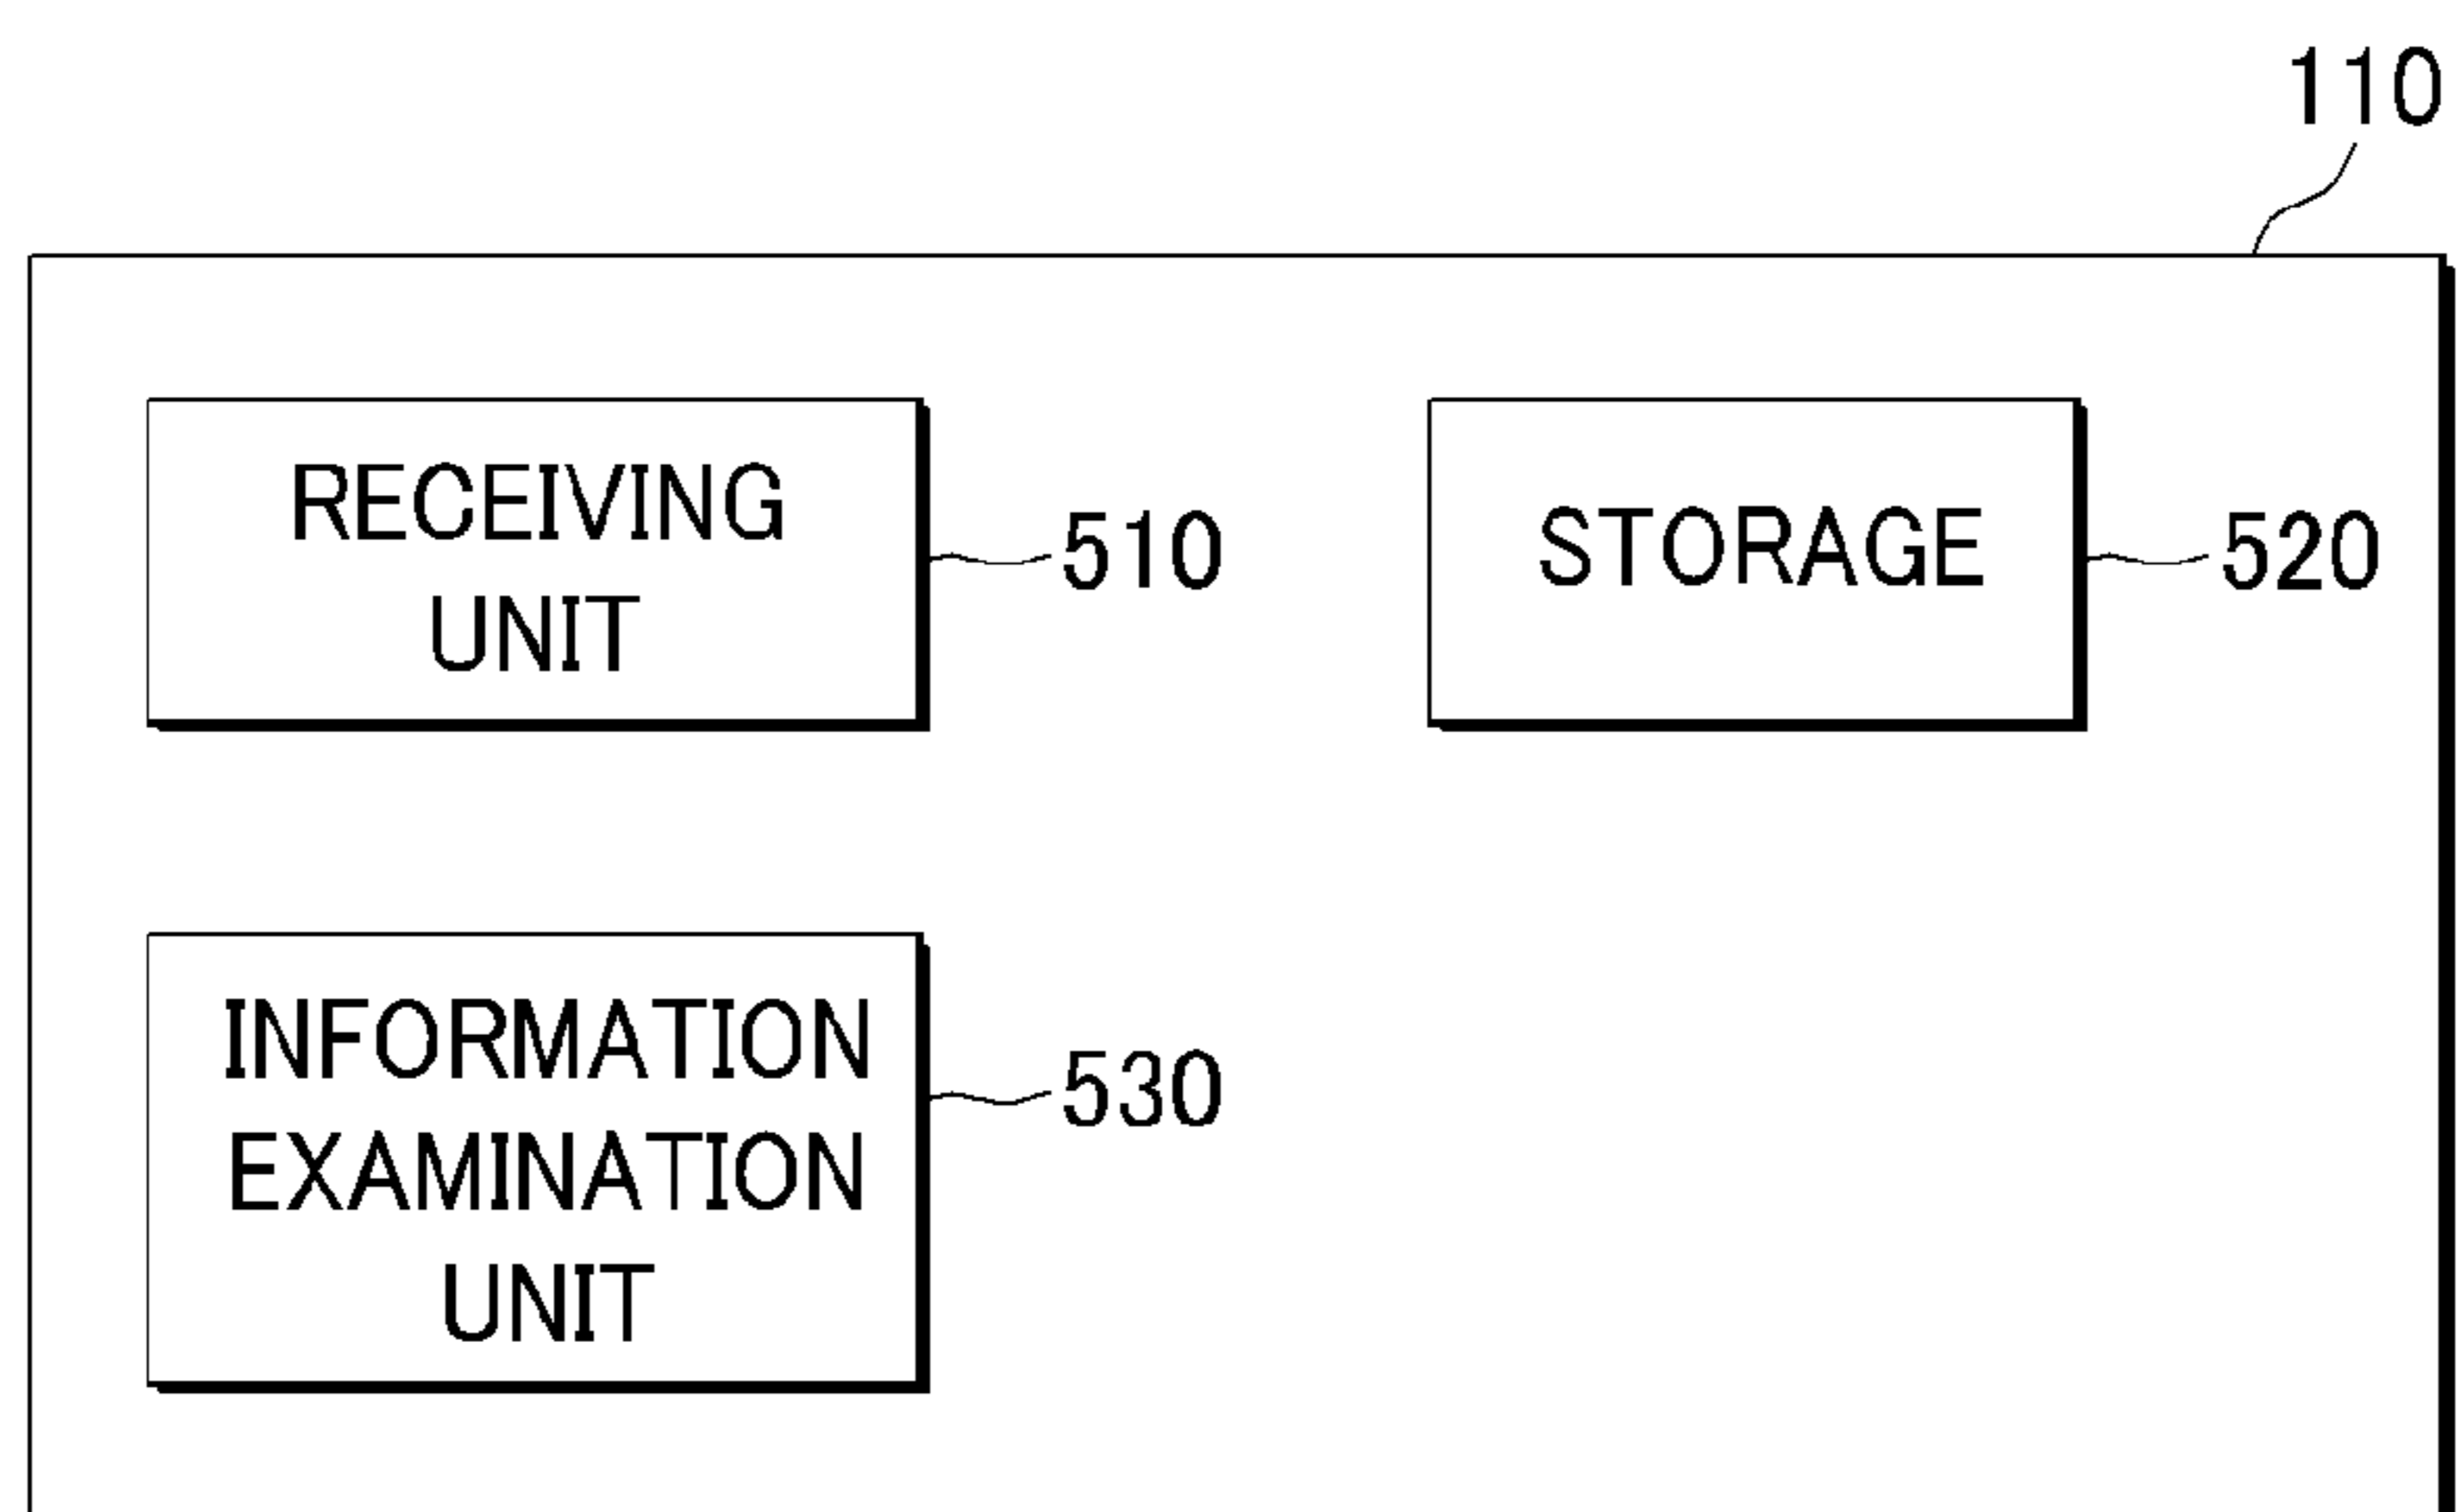 110
RECEIVING
UNIT
510
STORAGE
520
INFORMATION
EXAMINATION
UNIT
530